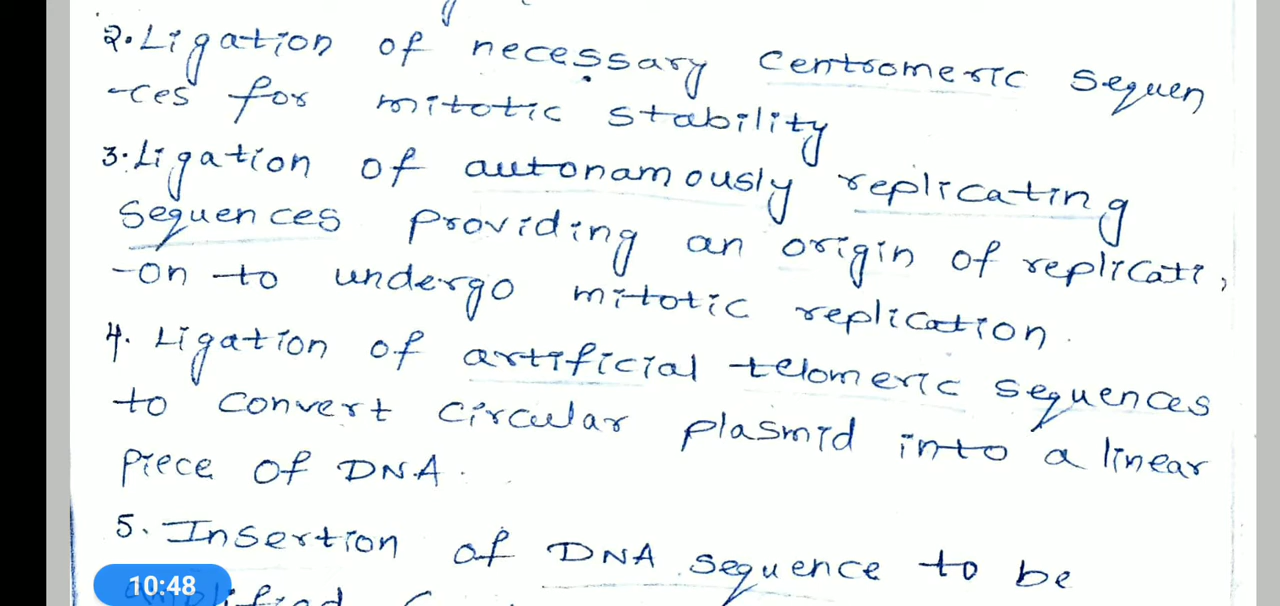 2. Ligation of necessary centromeric sequen
-ces for mitotic stability
3. Ligation of autonamously replicating
sequences providing an origin of replicati,
-on to undergo mitotic replication.
4. Ligation of artificial telomeric sequences
to convert circular plasmid into a linear
piece of DNA.
5. Insertion of DNA sequence to be
10:48